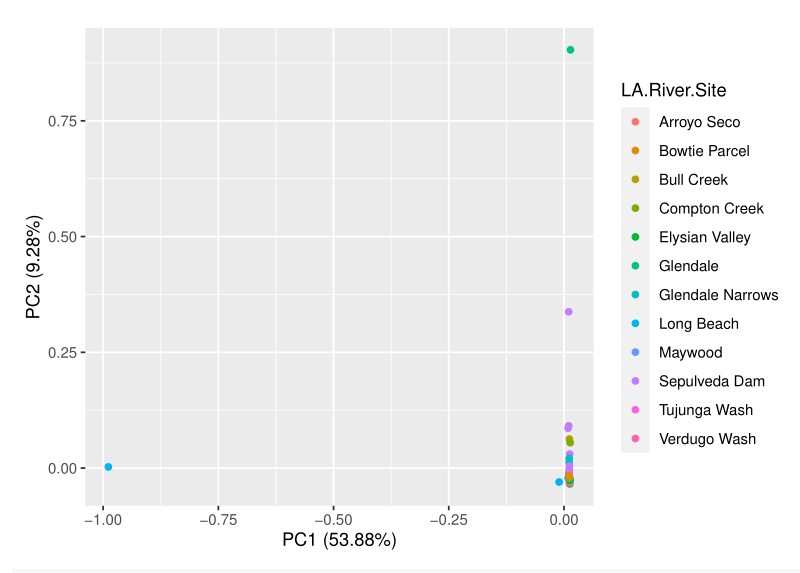 LA.River.Site
Arroyo Seco
Bowtie Parcel
Bull Creek
Compton Creek
Elysian Valley
Glendale
Glendale Narrows
Long Beach
Maywood
Sepulveda Dam
Tujunga Wash
Verdugo Wash
PC2 (9.28%)
0.75
0.50
0.25
0.00
−1.00 −0.75 −0.50 −0.25 0.00
PC1 (53.88%)